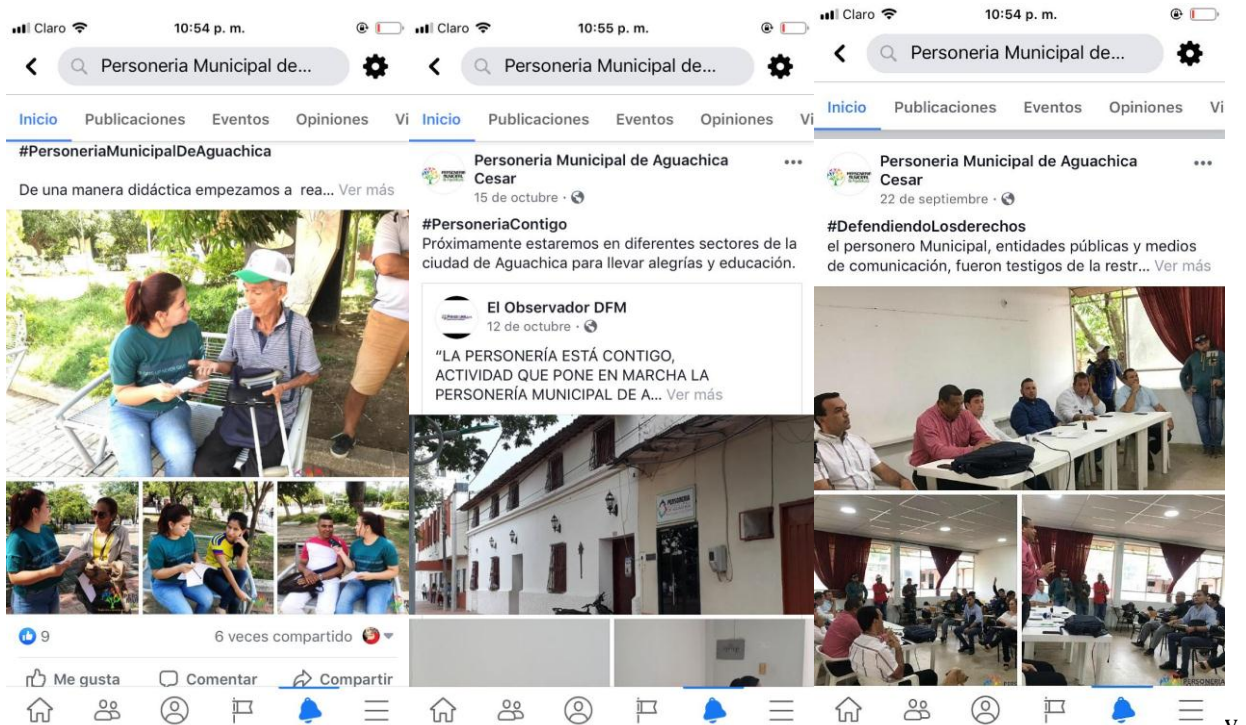 Claro 10:54 p. m.
Personeria Municipal de...
Inicio Publicaciones Eventos Opiniones Vi
#PersoneriaMunicipalDeAguachica
De una manera didáctica empezamos a rea... Ver más
9 6 veces compartido
Me gusta Comentar Compartir
Claro 10:55 p. m.
Personeria Municipal de...
Inicio Publicaciones Eventos Opiniones Vi
Personeria Municipal de Aguachica
Cesar
15 de octubre ·
#PersoneriaContigo
Próximamente estaremos en diferentes sectores de la
ciudad de Aguachica para llevar alegrías y educación.
El Observador DFM
12 de octubre ·
“LA PERSONERÍA ESTÁ CONTIGO,
ACTIVIDAD QUE PONE EN MARCHA LA
PERSONERÍA MUNICIPAL DE A... Ver más
PERSONERIA
Claro 10:54 p. m.
Personeria Municipal de...
Inicio Publicaciones Eventos Opiniones Vi
Personeria Municipal de Aguachica
Cesar
22 de septiembre ·
#DefendiendoLosderechos
el personero Municipal, entidades públicas y medios
de comunicación, fueron testigos de la restr... Ver más
PERSONERIA
y